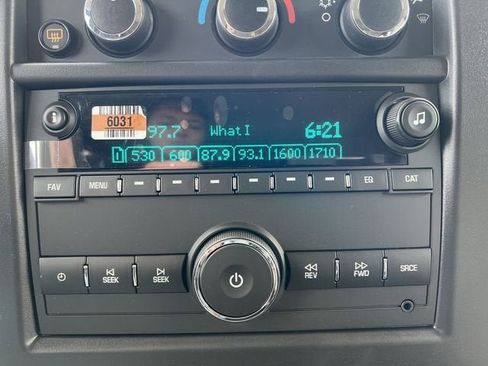 6031
97.7 What I 6:21
1 530 600 87.9 93.1 1600 1710
FAV MENU EQ CAT
SEEK SEEK REV FWD SRCE